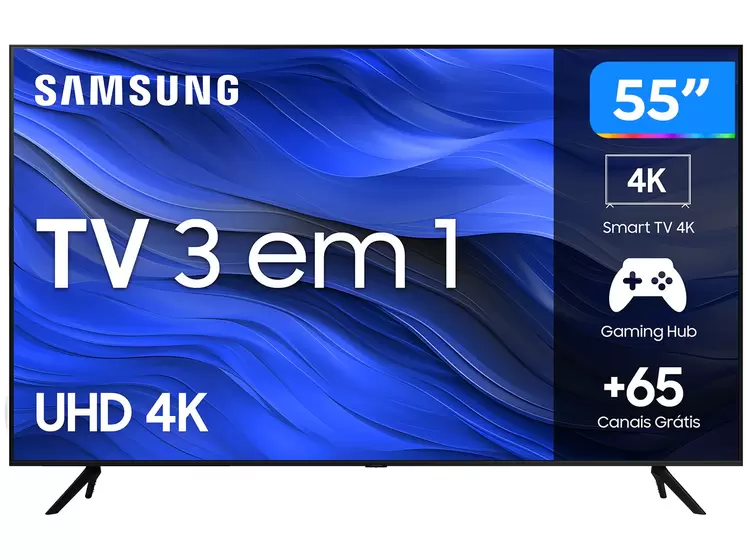 SAMSUNG
TV 3 em 1
UHD 4K
55”
4K
Smart TV 4K
Gaming Hub
+65
Canais Grátis